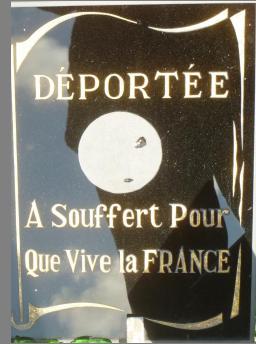 DÉPORTÉE
A Souffert Pour
Que Vive la FRANCE